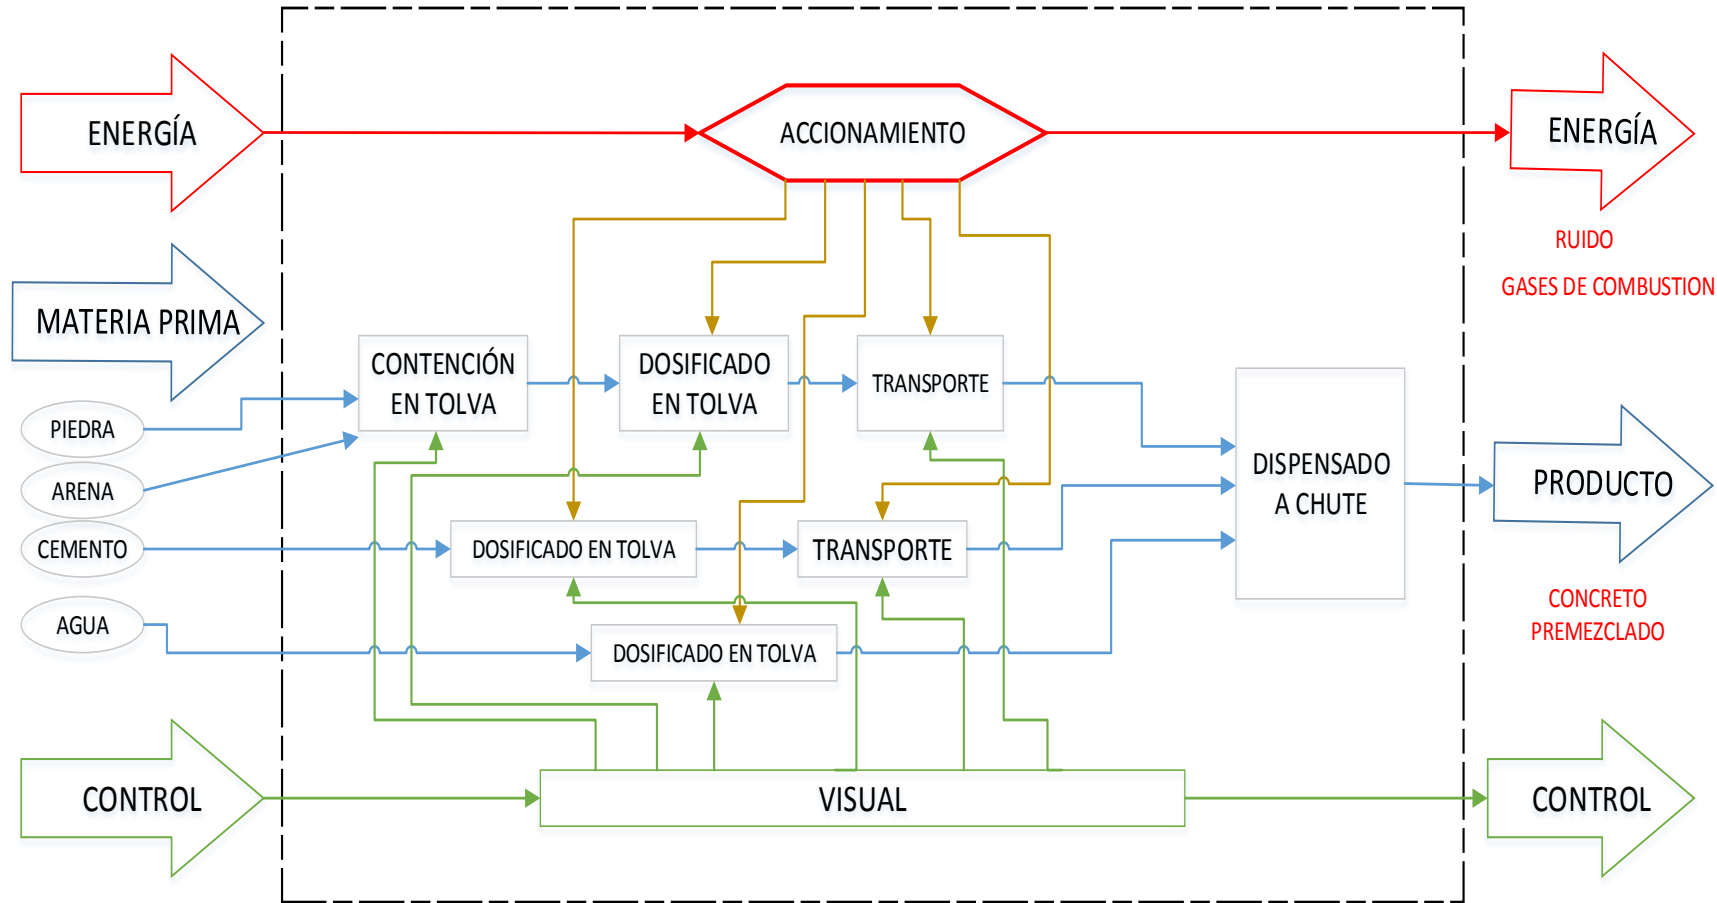 ENERGÍA
ACCIONAMIENTO
ENERGÍA
RUIDO
GASES DE COMBUSTION
MATERIA PRIMA
CONTENCIÓN
EN TOLVA
DOSIFICADO
EN TOLVA
TRANSPORTE
PIEDRA
ARENA
CEMENTO
AGUA
DOSIFICADO EN TOLVA
TRANSPORTE
DOSIFICADO EN TOLVA
DISPENSADO
A CHUTE
PRODUCTO
CONCRETO
PREMEZCLADO
CONTROL
VISUAL
CONTROL